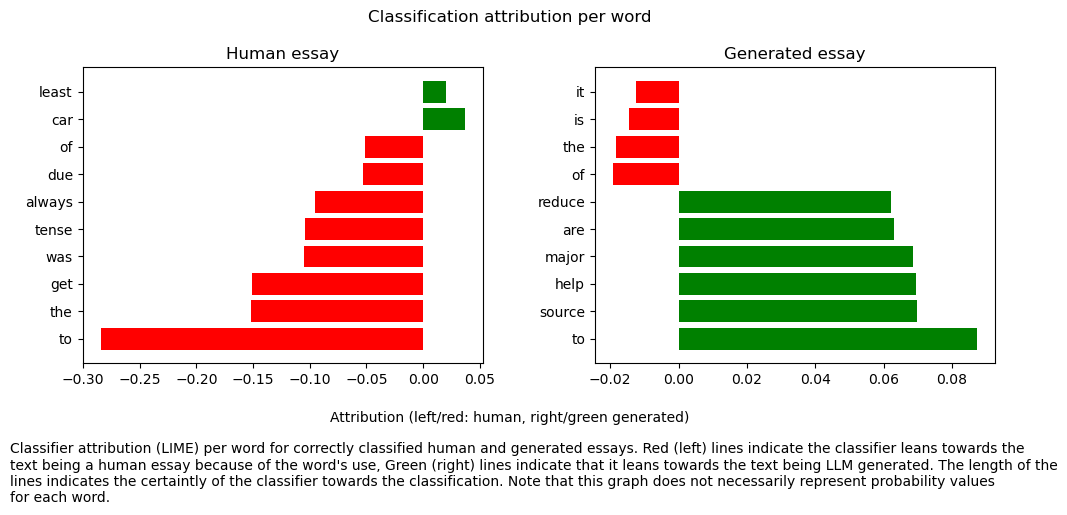 Classification attribution per word
Human essay
least
car
of
due
always
tense
was
get
the
to
−0.30 −0.25 −0.20 −0.15 −0.10 −0.05 0.00 0.05
Generated essay
it
is
the
of
reduce
are
major
help
source
to
−0.02 0.00 0.02 0.04 0.06 0.08
Attribution (left/red: human, right/green generated)
Classifier attribution (LIME) per word for correctly classified human and generated essays. Red (left) lines indicate the classifier leans towards the
text being a human essay because of the word's use, Green (right) lines indicate that it leans towards the text being LLM generated. The length of the
lines indicates the certaintly of the classifier towards the classification. Note that this graph does not necessarily represent probability values
for each word.